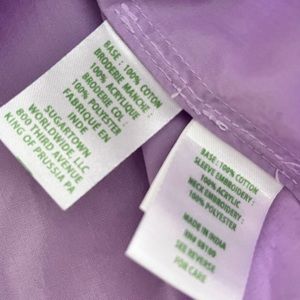 BASE : 100% COTTON
BRODERIE MANCHE :
100% ACRYLIQUE
BRODERIE COL:
100% POLYESTER
FABRIQUE EN
INDE
SUGARTOWN
WORLDWIDE, LLC
800 THIRD AVENUE
KING OF PRUSSIA PA
BASE : 100% COTTON
SLEEVE EMBROIDERY :
100% ACRYLIC
NECK EMBROIDERY :
100% POLYESTER
MADE IN INDIA
SEE REVERSE
FOR CARE